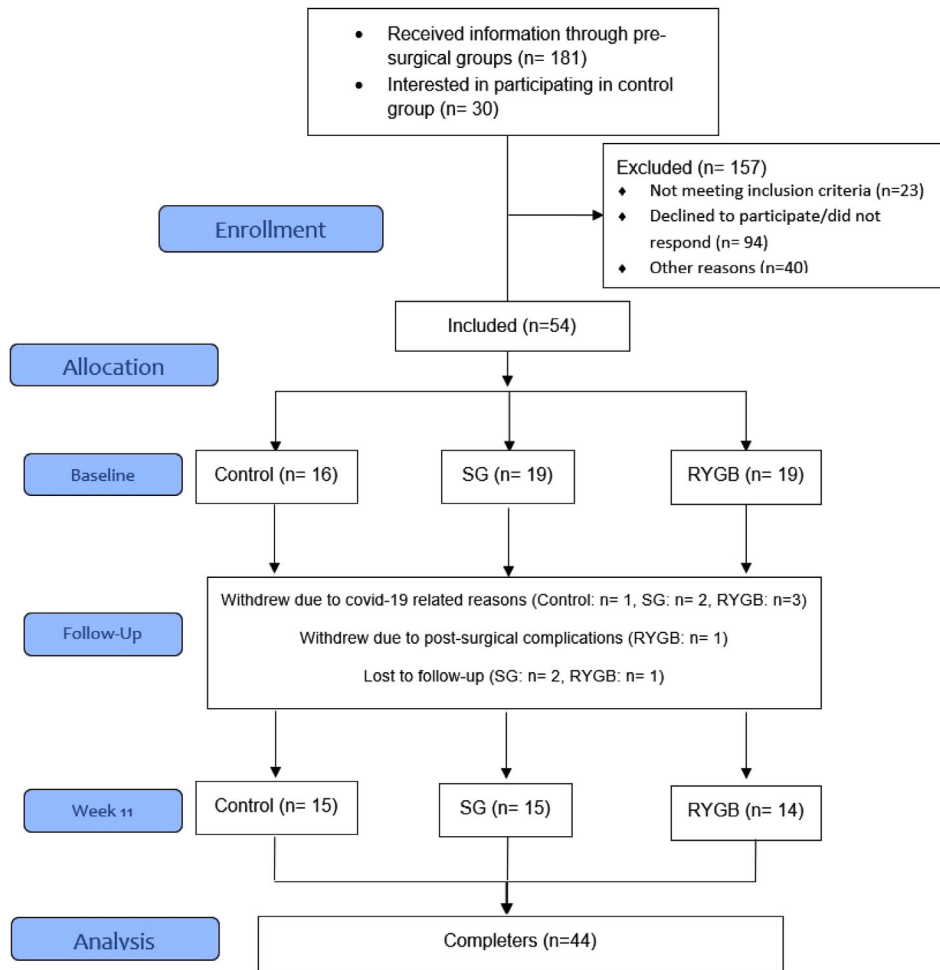 • Received information through pre-
surgical groups (n= 181)
• Interested in participating in control
group (n= 30)
Excluded (n= 157)
♦ Not meeting inclusion criteria (n=23)
♦ Declined to participate/did not
respond (n= 94)
♦ Other reasons (n=40)
Enrollment
Included (n=54)
Allocation
Baseline
Control (n= 16)
SG (n= 19)
RYGB (n= 19)
Follow-Up
Withdrew due to covid-19 related reasons (Control: n= 1, SG: n= 2, RYGB: n=3)
Withdrew due to post-surgical complications (RYGB: n= 1)
Lost to follow-up (SG: n= 2, RYGB: n= 1)
Week 11
Control (n= 15)
SG (n= 15)
RYGB (n= 14)
Analysis
Completers (n=44)